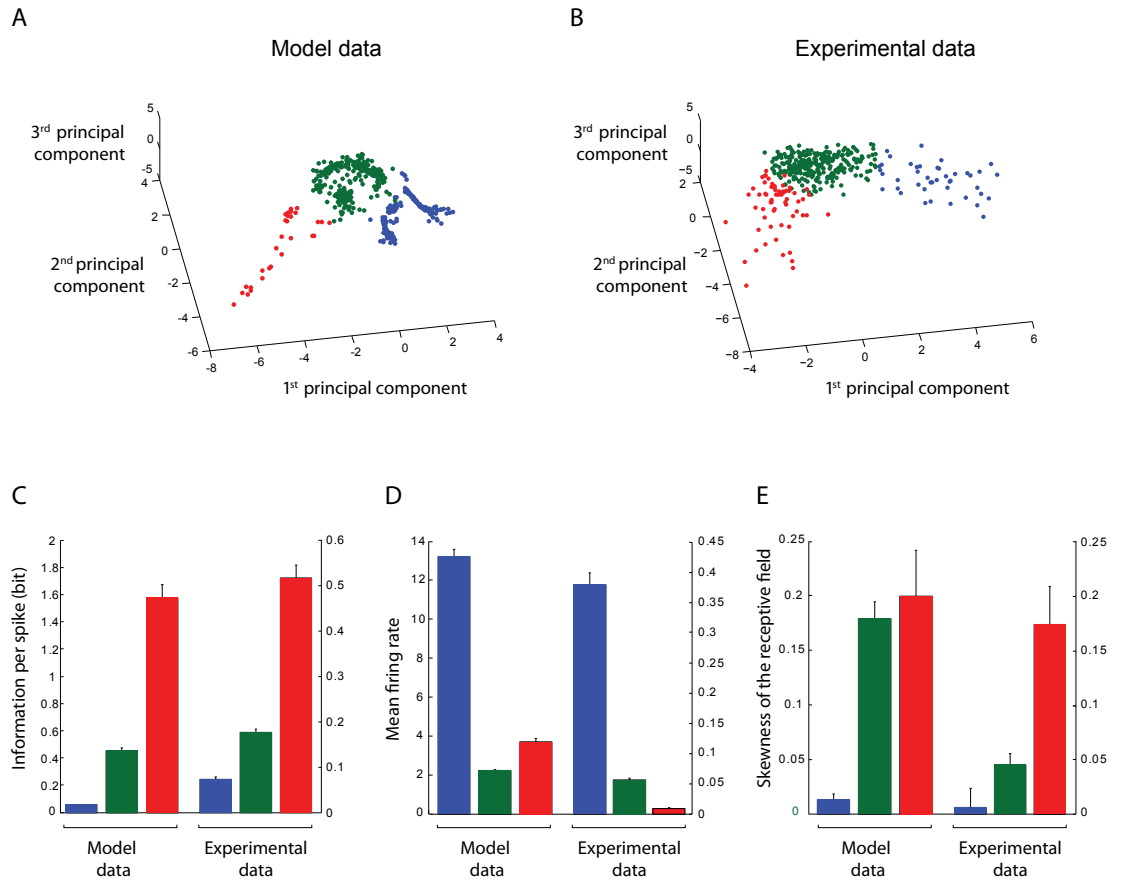 A
Model data
5
0
-5
3rd principal
component
4
2
0
-2
-4
-6
2nd principal
component
-8
-6
-4
-2
0
2
4
1st principal component
B
Experimental data
5
0
−5
3rd principal
component
2
0
−2
−4
−6
−8
2nd principal
component
−4
−2
0
2
4
6
1st principal component
C
Information per spike (bit)
2
1.8
1.6
1.4
1.2
1
0.8
0.6
0.4
0.2
0
0.6
0.5
0.4
0.3
0.2
0.1
0
Model
data
Experimental
data
D
Mean firing rate
14
12
10
8
6
4
2
0
0.45
0.4
0.35
0.3
0.25
0.2
0.15
0.1
0.05
0
Model
data
Experimental
data
E
Skewness of the receptive field
0.25
0.2
0.15
0.1
0.05
0
0.25
0.2
0.15
0.1
0.05
0
Model
data
Experimental
data